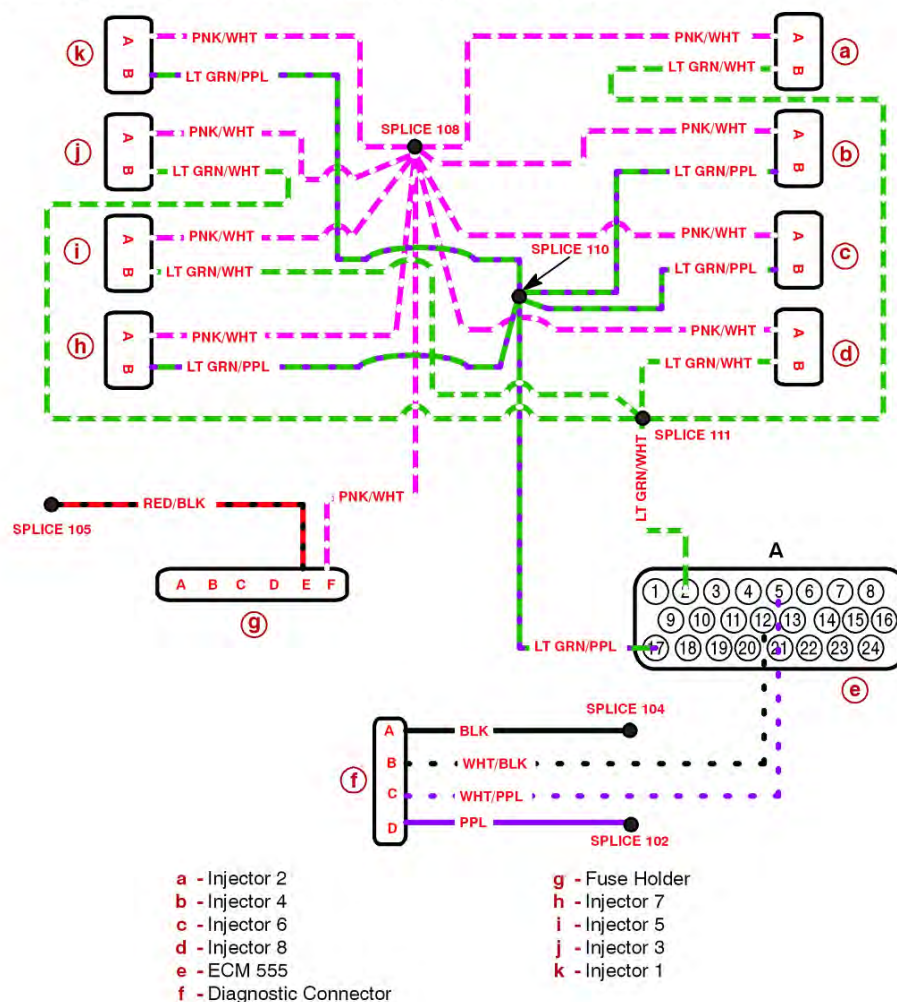 k A PNK/WHT PNK/WHT A a
B LT GRN/PPL LT GRN/WHT B
SPLICE 108
j A PNK/WHT PNK/WHT A b
B LT GRN/WHT LT GRN/PPL B
i A PNK/WHT PNK/WHT A c
SPLICE 110
B LT GRN/WHT LT GRN/PPL B
h A PNK/WHT PNK/WHT A d
B LT GRN/PPL LT GRN/WHT B
SPLICE 111
LT GRN/WHT
PNK/WHT
RED/BLK
SPLICE 105
A
A B C D E F
g
1 2 3 4 5 6 7 8
9 10 11 12 13 14 15 16
17 18 19 20 21 22 23 24
LT GRN/PPL
e
f
A BLK SPLICE 104
B WHT/BLK
C WHT/PPL
D PPL SPLICE 102
a - Injector 2
b - Injector 4
c - Injector 6
d - Injector 8
e - ECM 555
f - Diagnostic Connector
g - Fuse Holder
h - Injector 7
i - Injector 5
j - Injector 3
k - Injector 1